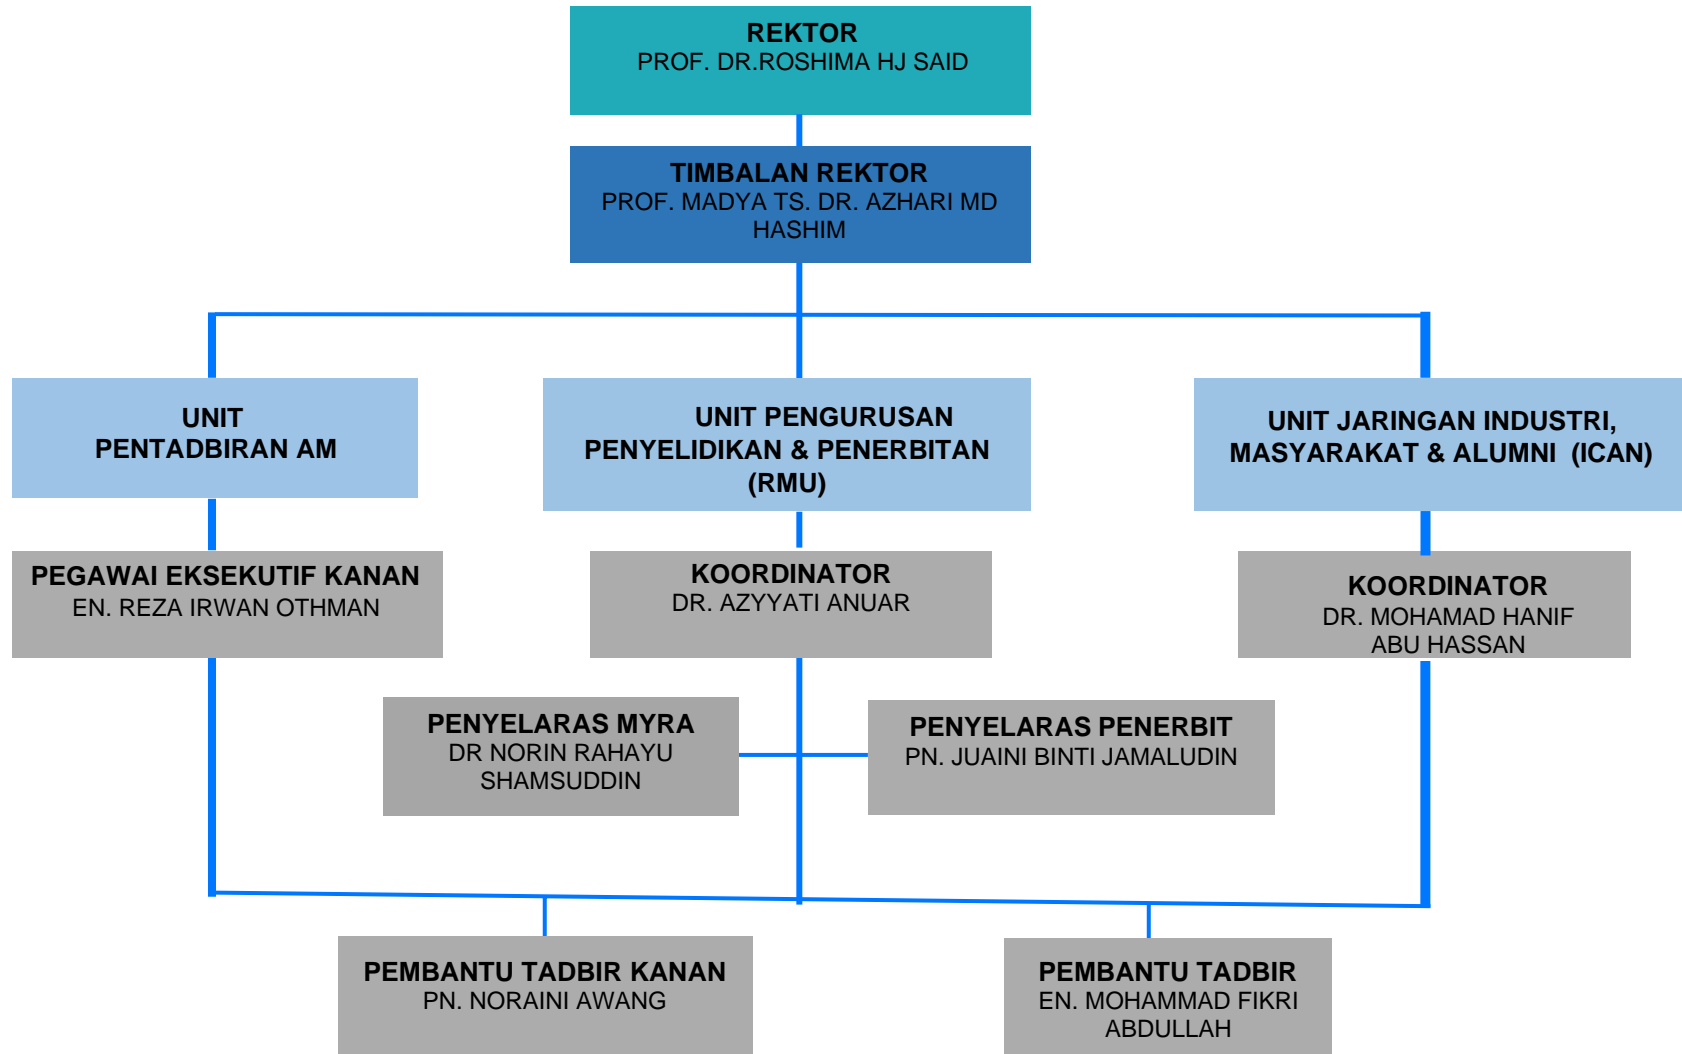 REKTOR
PROF. DR.ROSHIMA HJ SAID
TIMBALAN REKTOR
PROF. MADYA TS. DR. AZHARI MD
HASHIM
UNIT
PENTADBIRAN AM
UNIT PENGURUSAN
PENYELIDIKAN & PENERBITAN
(RMU)
UNIT JARINGAN INDUSTRI,
MASYARAKAT & ALUMNI (ICAN)
PEGAWAI EKSEKUTIF KANAN
EN. REZA IRWAN OTHMAN
KOORDINATOR
DR. AZYYATI ANUAR
KOORDINATOR
DR. MOHAMAD HANIF
ABU HASSAN
PENYELARAS MYRA
DR NORIN RAHAYU
SHAMSUDDIN
PENYELARAS PENERBIT
PN. JUAINI BINTI JAMALUDIN
PEMBANTU TADBIR KANAN
PN. NORAINI AWANG
PEMBANTU TADBIR
EN. MOHAMMAD FIKRI
ABDULLAH